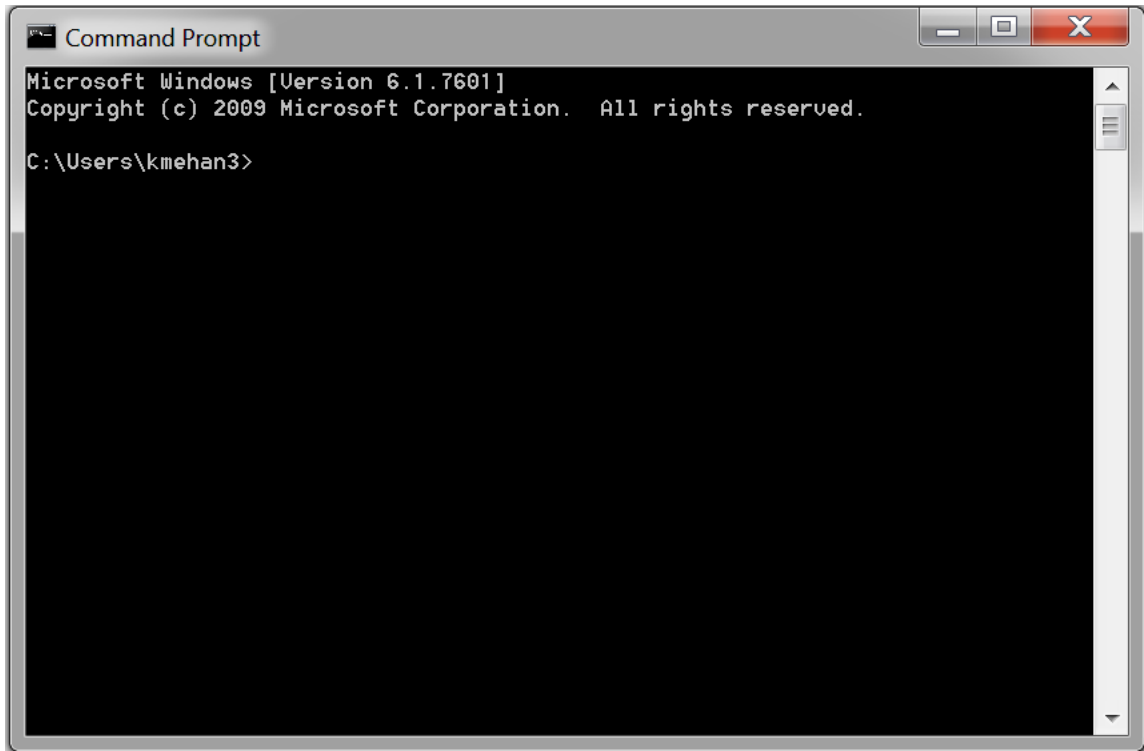 Command Prompt
Microsoft Windows [Version 6.1.7601]
Copyright (c) 2009 Microsoft Corporation.  All rights reserved.
C:\Users\kmehan3>